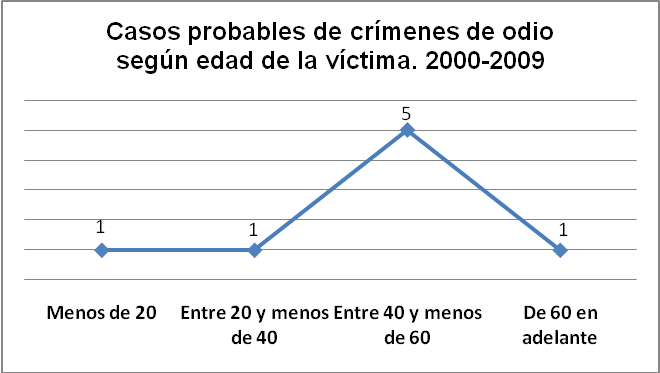 Casos probables de crímenes de odio
según edad de la víctima. 2000-2009
5
1
1
1
Menos de 20
Entre 20 y menos
de 40
Entre 40 y menos
de 60
De 60 en
adelante